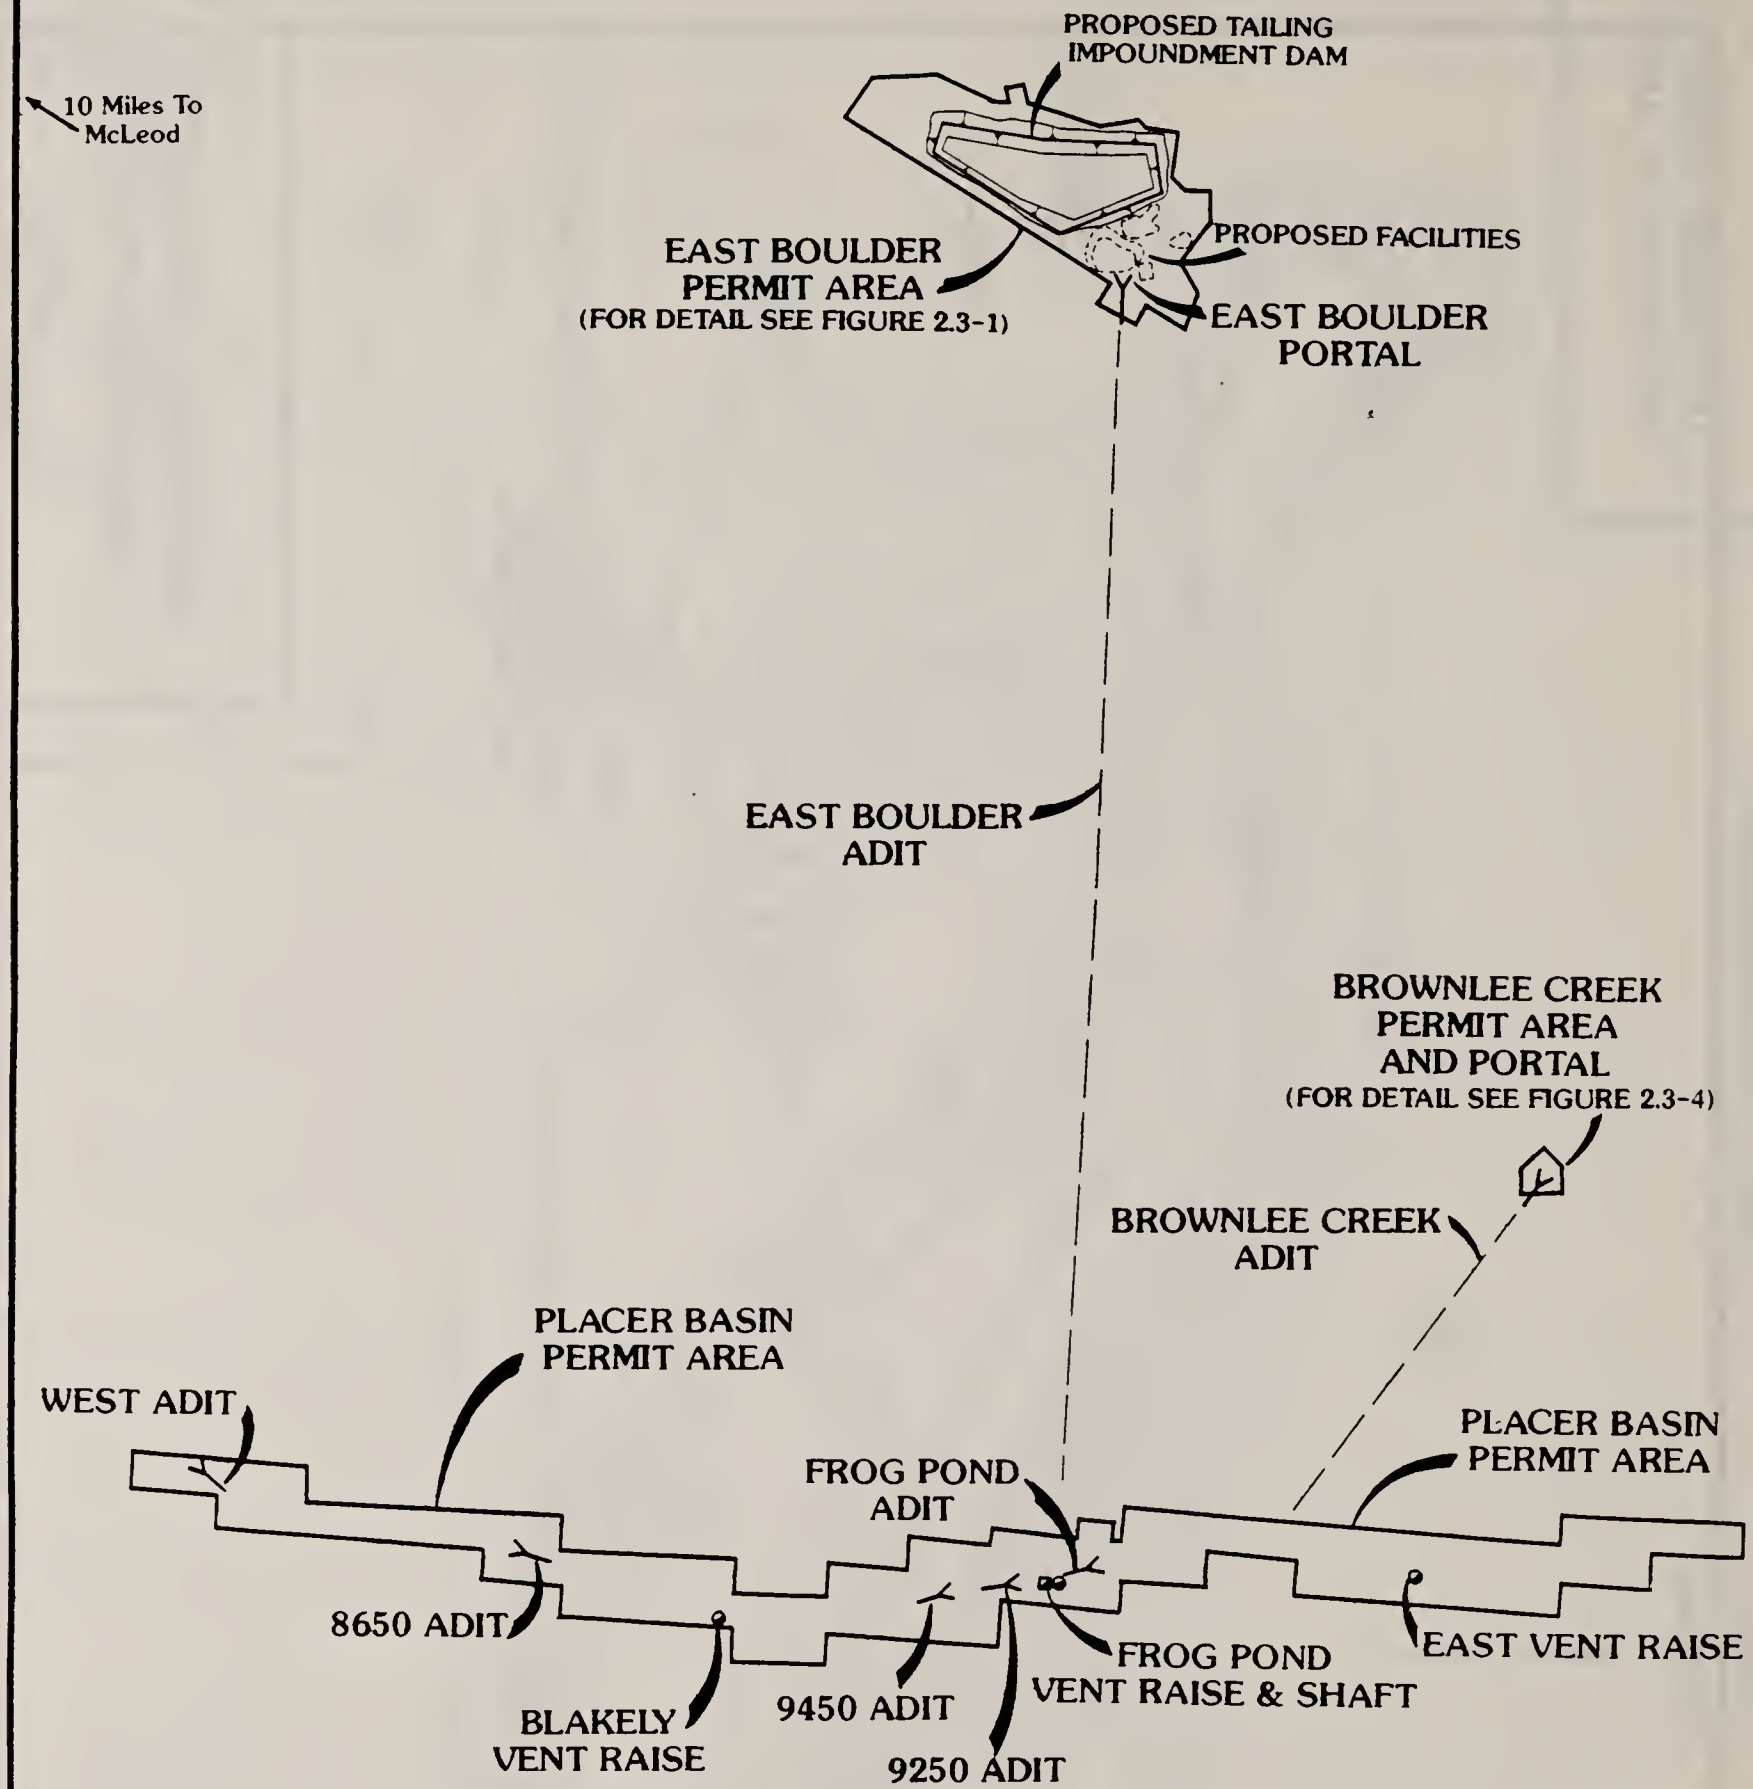 PROPOSED TAILING
IMPOUNDMENT DAM
10 Miles To
McLeod
EAST BOULDER
PERMIT AREA
(FOR DETAIL SEE FIGURE 2.3-1)
PROPOSED FACILITIES
EAST BOULDER
PORTAL
EAST BOULDER
ADIT
BROWNLEE CREEK
PERMIT AREA
AND PORTAL
(FOR DETAIL SEE FIGURE 2.3-4)
BROWNLEE CREEK
ADIT
PLACER BASIN
PERMIT AREA
WEST ADIT
PLACER BASIN
PERMIT AREA
FROG POND
ADIT
8650 ADIT
EAST VENT RAISE
FROG POND
VENT RAISE & SHAFT
9450 ADIT
BLAKELY
VENT RAISE
9250 ADIT